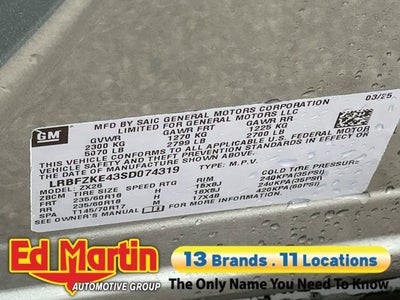 03/25
GM
MFD BY SAIC GENERAL MOTORS CORPORATION
LIMITED FOR GENERAL MOTORS LLC
GVWR GAWR FRT GAWR RR
2300 KG 1270 KG 1225 KG
5070 LB 2799 LB 2700 LB
THIS VEHICLE CONFORMS TO ALL APPLICABLE U.S. FEDERAL MOTOR
VEHICLE SAFETY AND THEFT PREVENTION STANDARDS IN EFFECT ON
THE DATE OF MANUFACTURE SHOWN ABOVE.
LRBFZKE43SD074319 TYPE: M.P.V.
MODEL: ZX26
ZBCM TIRE SIZE SPEED RTG RIM COLD TIRE PRESSURE
FRT 235/60R18 H 18X8J 240KPA(35PSI)
RR 235/60R18 H 18X8J 240KPA(35PSI)
SPA T145/70R17 M 17X4B 420KPA(60PSI)
SEE OWNER'S MANUAL
Ed Martin
AUTOMOTIVE GROUP
13 Brands . 11 Locations
The Only Name You Need To Know